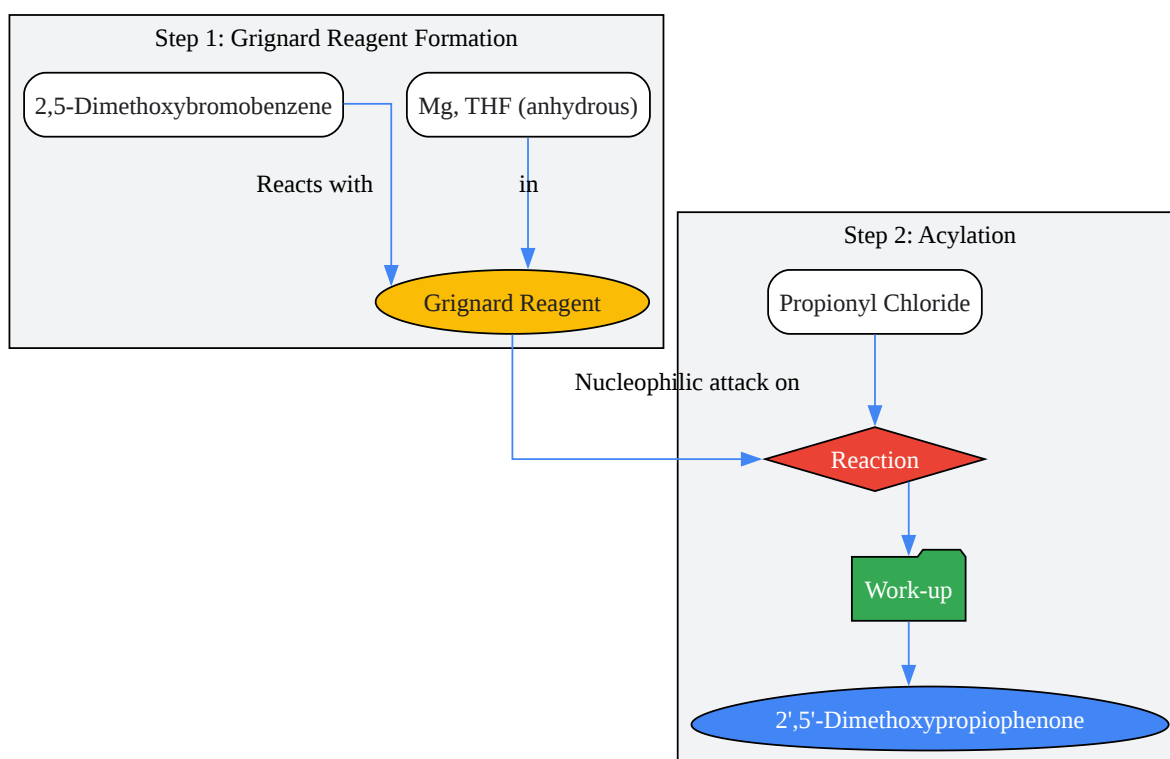 Step 1: Grignard Reagent Formation
2,5-Dimethoxybromobenzene
Mg, THF (anhydrous)
Reacts with
in
Grignard Reagent
Step 2: Acylation
Propionyl Chloride
Nucleophilic attack on
Reaction
Work-up
2',5'-Dimethoxypropiophenone